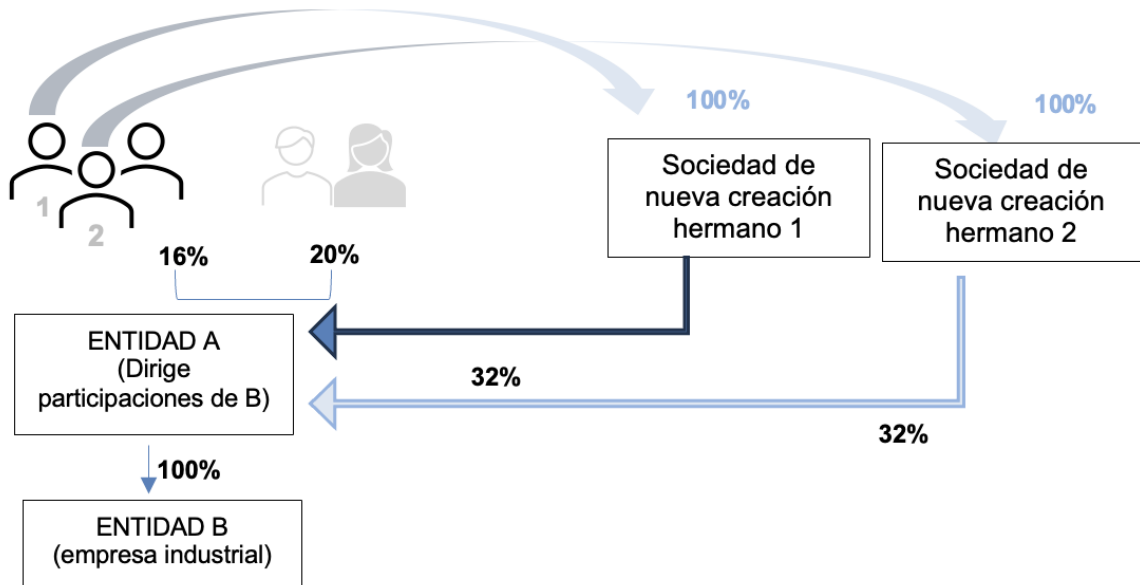 100%
100%
Sociedad de
nueva creación
hermano 1
Sociedad de
nueva creación
hermano 2
1
2
16%
20%
ENTIDAD A
(Dirige
participaciones de B)
32%
32%
100%
ENTIDAD B
(empresa industrial)